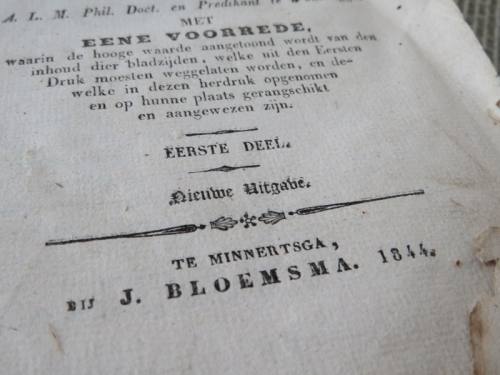 A. L. M. Phil. Doct. en Predikant te
MET
EENE VOORREDE,
waarin de hooge waarde aangetoond wordt van den
inhoud dier bladzijden, welke uit den Eersten
Druk moesten weggelaten worden, en de-
welke in dezen herdruk opgenomen
en op hunne plaats gerangschikt
en aangewezen zijn.
EERSTE DEEL.
Nieuwe Uitgave.
TE MINNERTSGA,
BIJ J. BLOEMSMA. 1844.